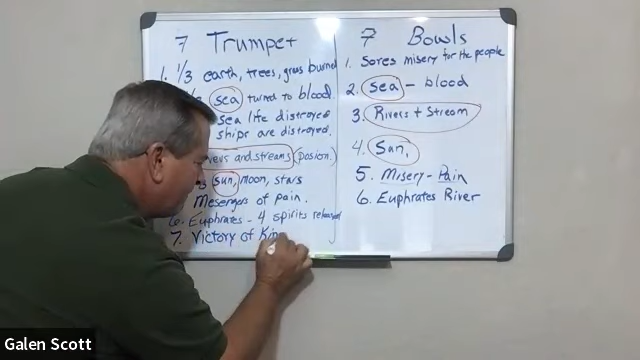 7 Trumpet
1. 1/3 earth, trees, grass burned
sea turned to blood
sea life distroyed
ships are distroyed.
and streams (posion.)
sun, moon, stars
Mesengers of pain.
6. Euphrates - 4 spirits released
7. Victory of Kin
7 Bowls
1. Sores misery for the people
2. sea - blood
3. Rivers + Stream
4. Sun,
5. Misery - Pain
6. Euphrates River
Galen Scott